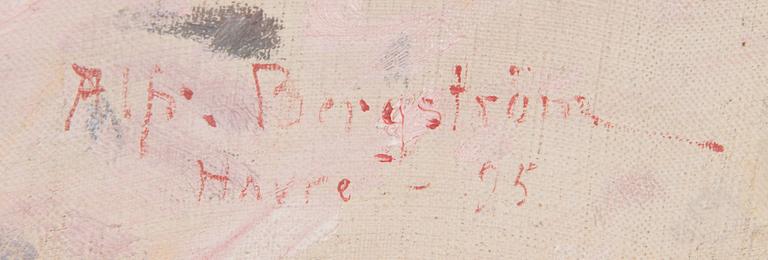 Alfr. Bergström
Havre - 95